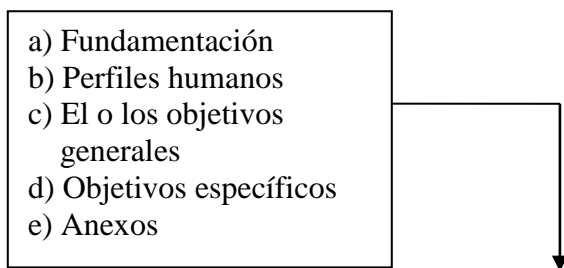 a) Fundamentación
b) Perfiles humanos
c) El o los objetivos
generales
d) Objetivos específicos
e) Anexos